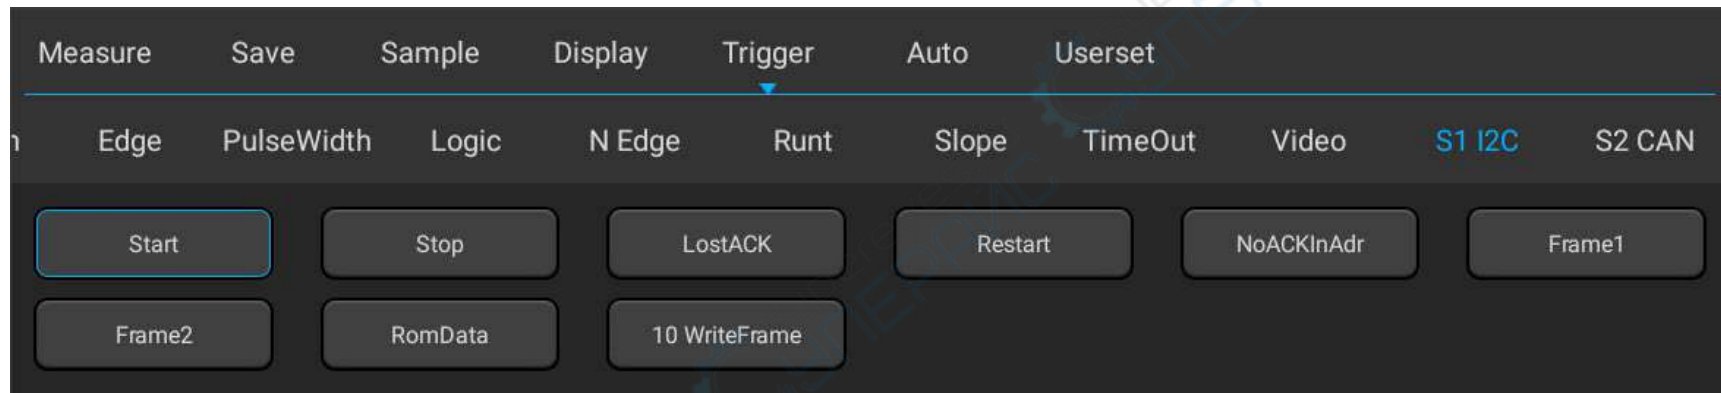 Measure Save Sample Display Trigger Auto Userset
Edge PulseWidth Logic N Edge Runt Slope TimeOut Video S1 I2C S2 CAN
Start Stop LostACK Restart NoACKInAdr Frame1
Frame2 RomData 10 WriteFrame